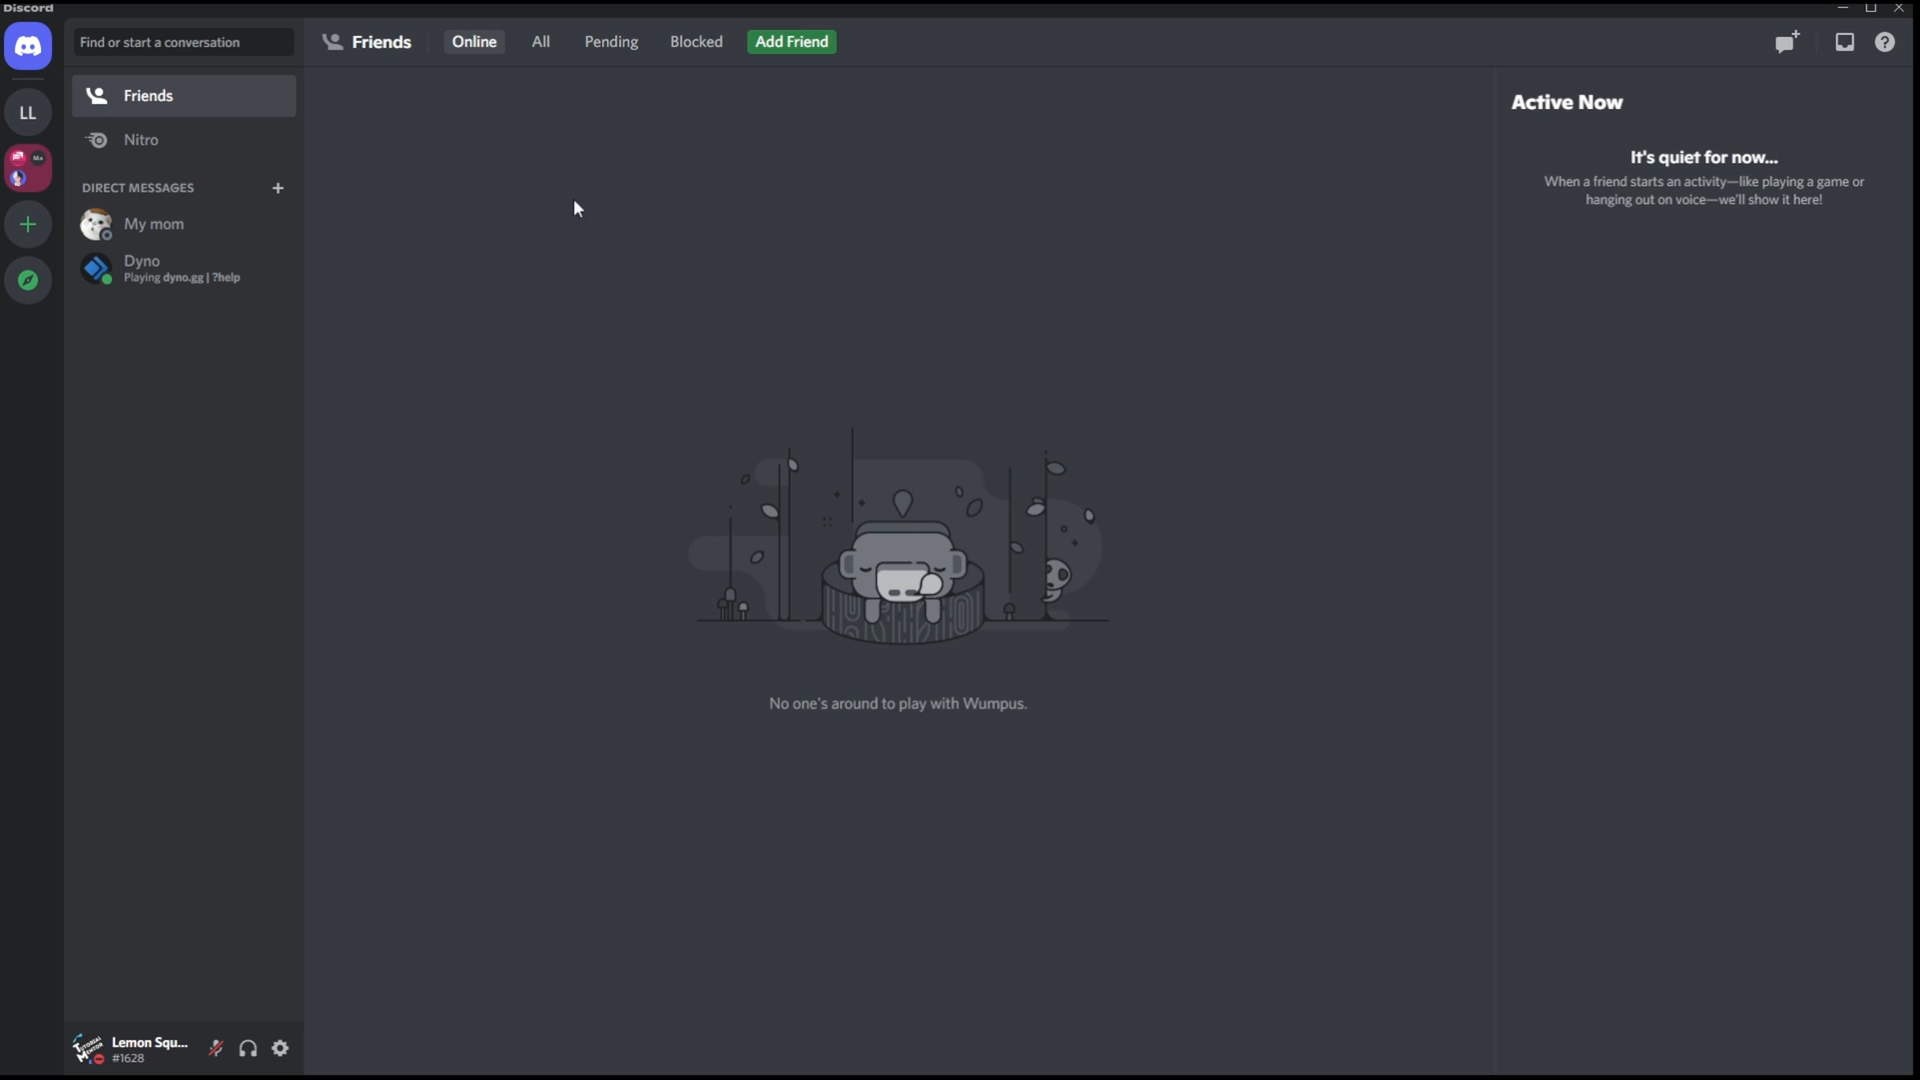 Discord
Find or start a conversation
Friends
Online
All
Pending
Blocked
Add Friend
LL
Ma
Friends
Nitro
DIRECT MESSAGES
My mom
Dyno
Playing dyno.gg | ?help
Active Now
It's quiet for now...
When a friend starts an activity—like playing a game or
hanging out on voice—we'll show it here!
No one's around to play with Wumpus.
TUTORIAL
MENTOR
Lemon Squ...
#1628